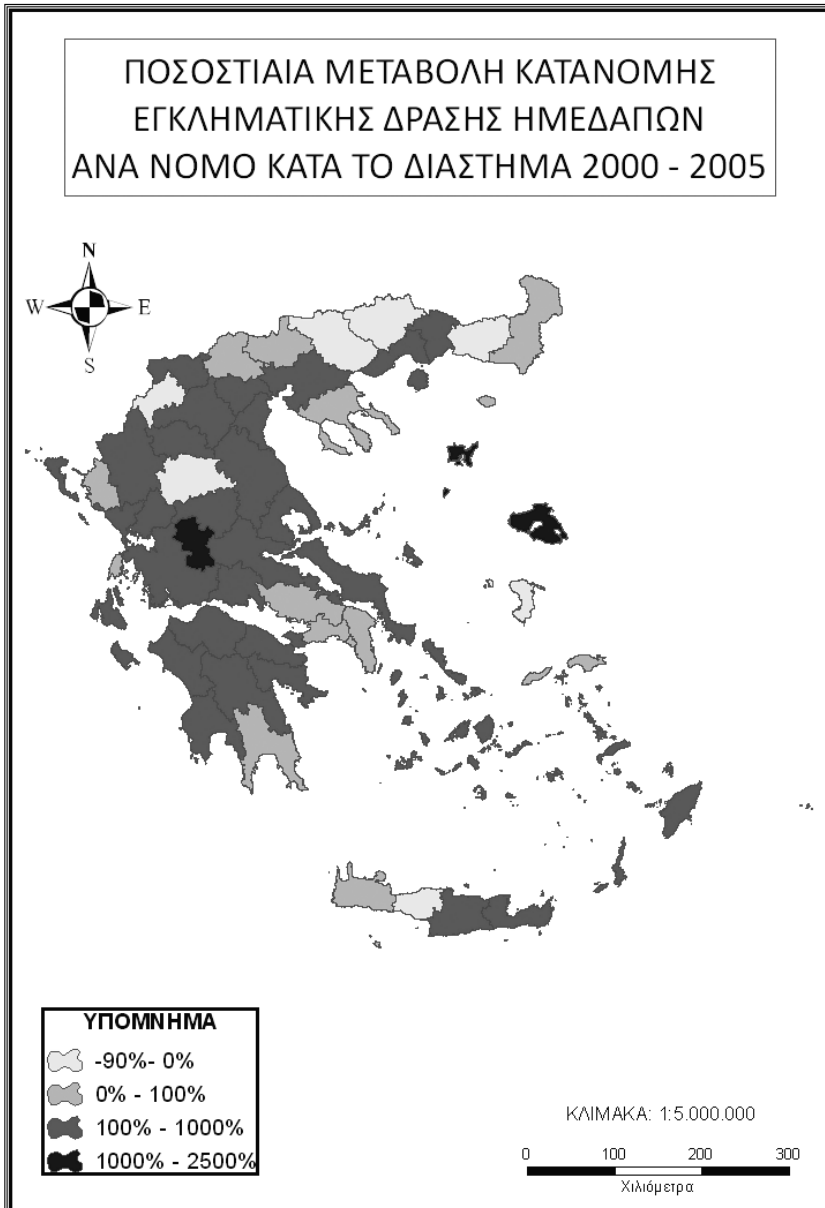 ΠΟΣΟΣΤΙΑΙΑ ΜΕΤΑΒΟΛΗ ΚΑΤΑΝΟΜΗΣ
ΕΓΚΛΗΜΑΤΙΚΗΣ ΔΡΑΣΗΣ ΗΜΕΔΑΠΩΝ
ΑΝΑ ΝΟΜΟ ΚΑΤΑ ΤΟ ΔΙΑΣΤΗΜΑ 2000 - 2005
N
W E
S
ΥΠΟΜΝΗΜΑ
-90%- 0%
0% - 100%
100% - 1000%
1000% - 2500%
ΚΛΙΜΑΚΑ: 1:5.000.000
0 100 200 300
Χιλιόμετρα